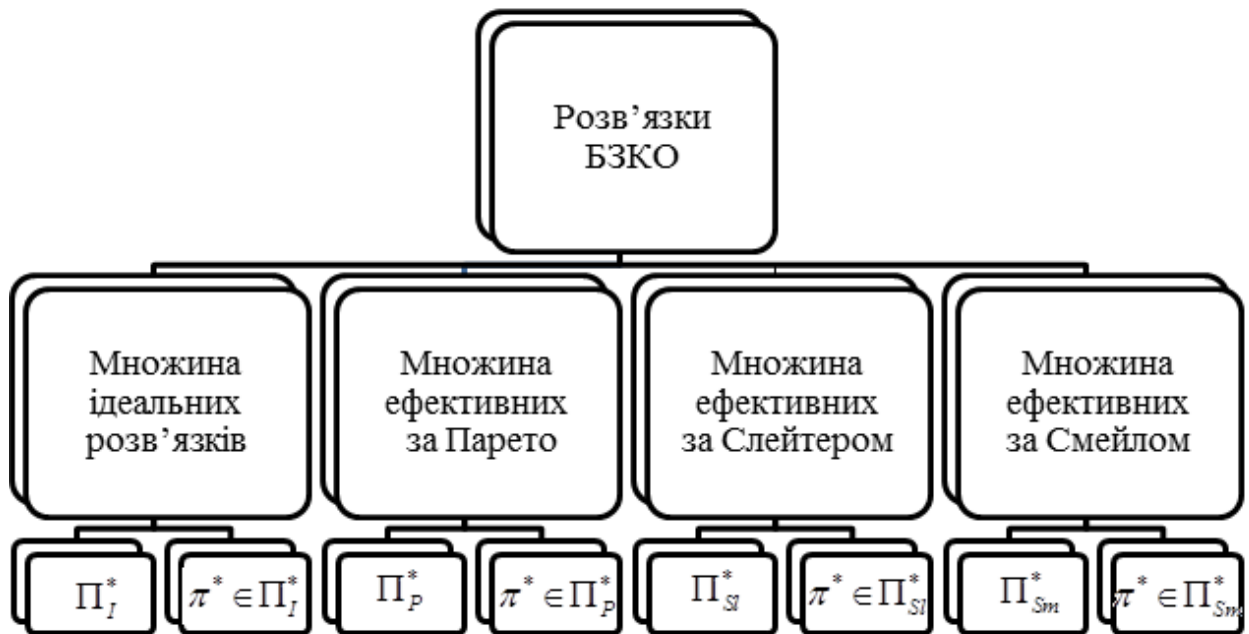 Розв’язки
БЗКО
Множина
ідеальних
розв’язків
Множина
ефективних
за Парето
Множина
ефективних
за Слейтером
Множина
ефективних
за Смейлом
Π*_I
π* ∈ Π*_I
Π*_P
π* ∈ Π*_P
Π*_Sl
π* ∈ Π*_Sl
Π*_Sm
π* ∈ Π*_Sm